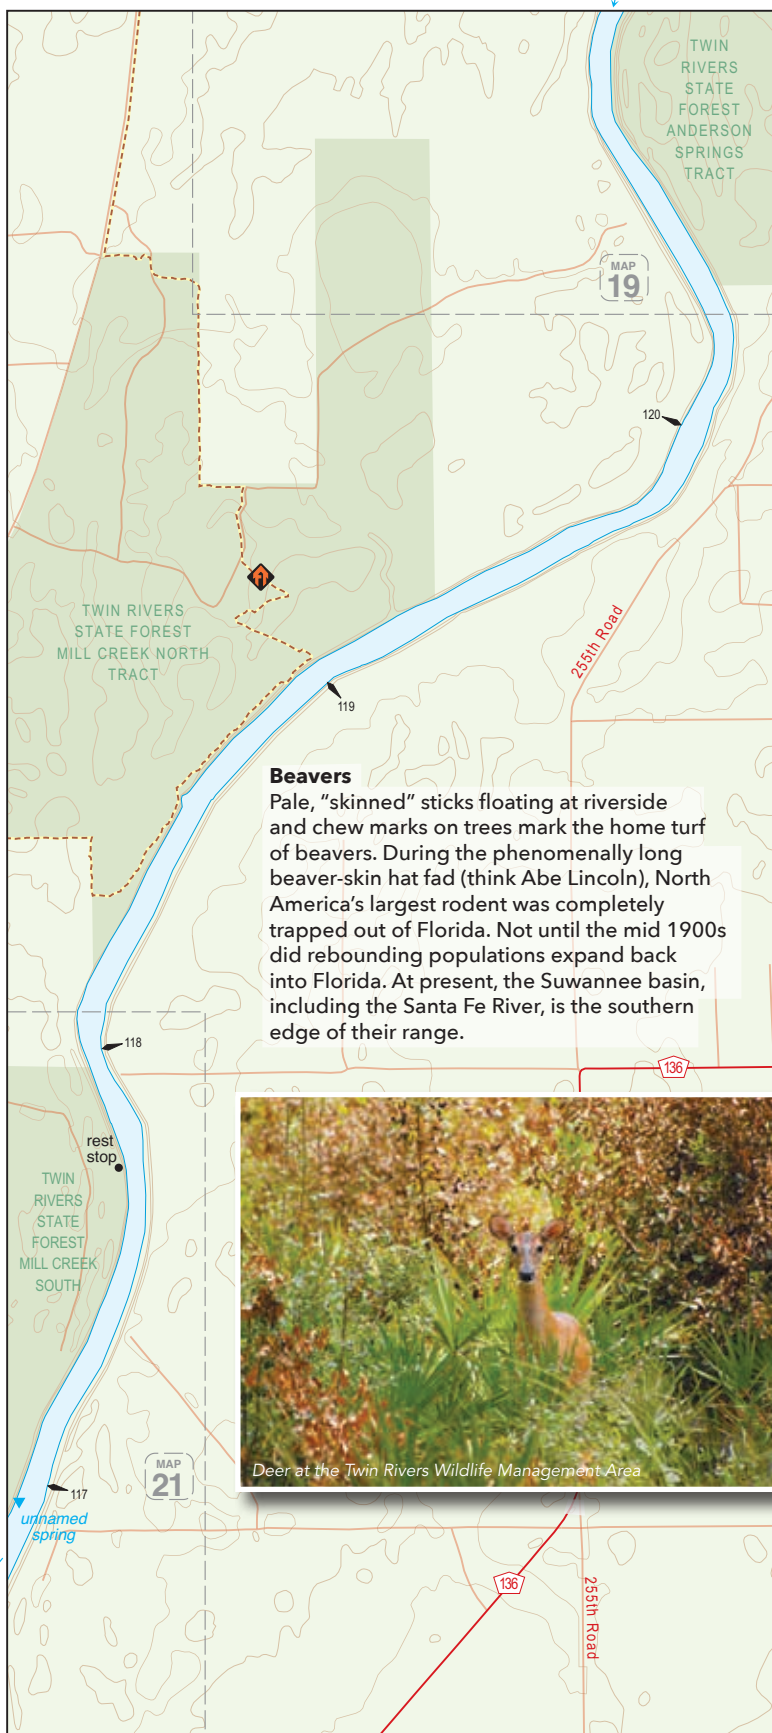 TWIN
RIVERS
STATE
FOREST
ANDERSON
SPRINGS
TRACT
MAP
19
120
TWIN RIVERS
STATE FOREST
MILL CREEK NORTH
TRACT
255th Road
119
Beavers
Pale, “skinned” sticks floating at riverside
and chew marks on trees mark the home turf
of beavers. During the phenomenally long
beaver-skin hat fad (think Abe Lincoln), North
America’s largest rodent was completely
trapped out of Florida. Not until the mid 1900s
did rebounding populations expand back
into Florida. At present, the Suwannee basin,
including the Santa Fe River, is the southern
edge of their range.
118
136
rest
stop
TWIN
RIVERS
STATE
FOREST
MILL CREEK
SOUTH
Deer at the Twin Rivers Wildlife Management Area
MAP
21
117
unnamed
spring
136
255th Road